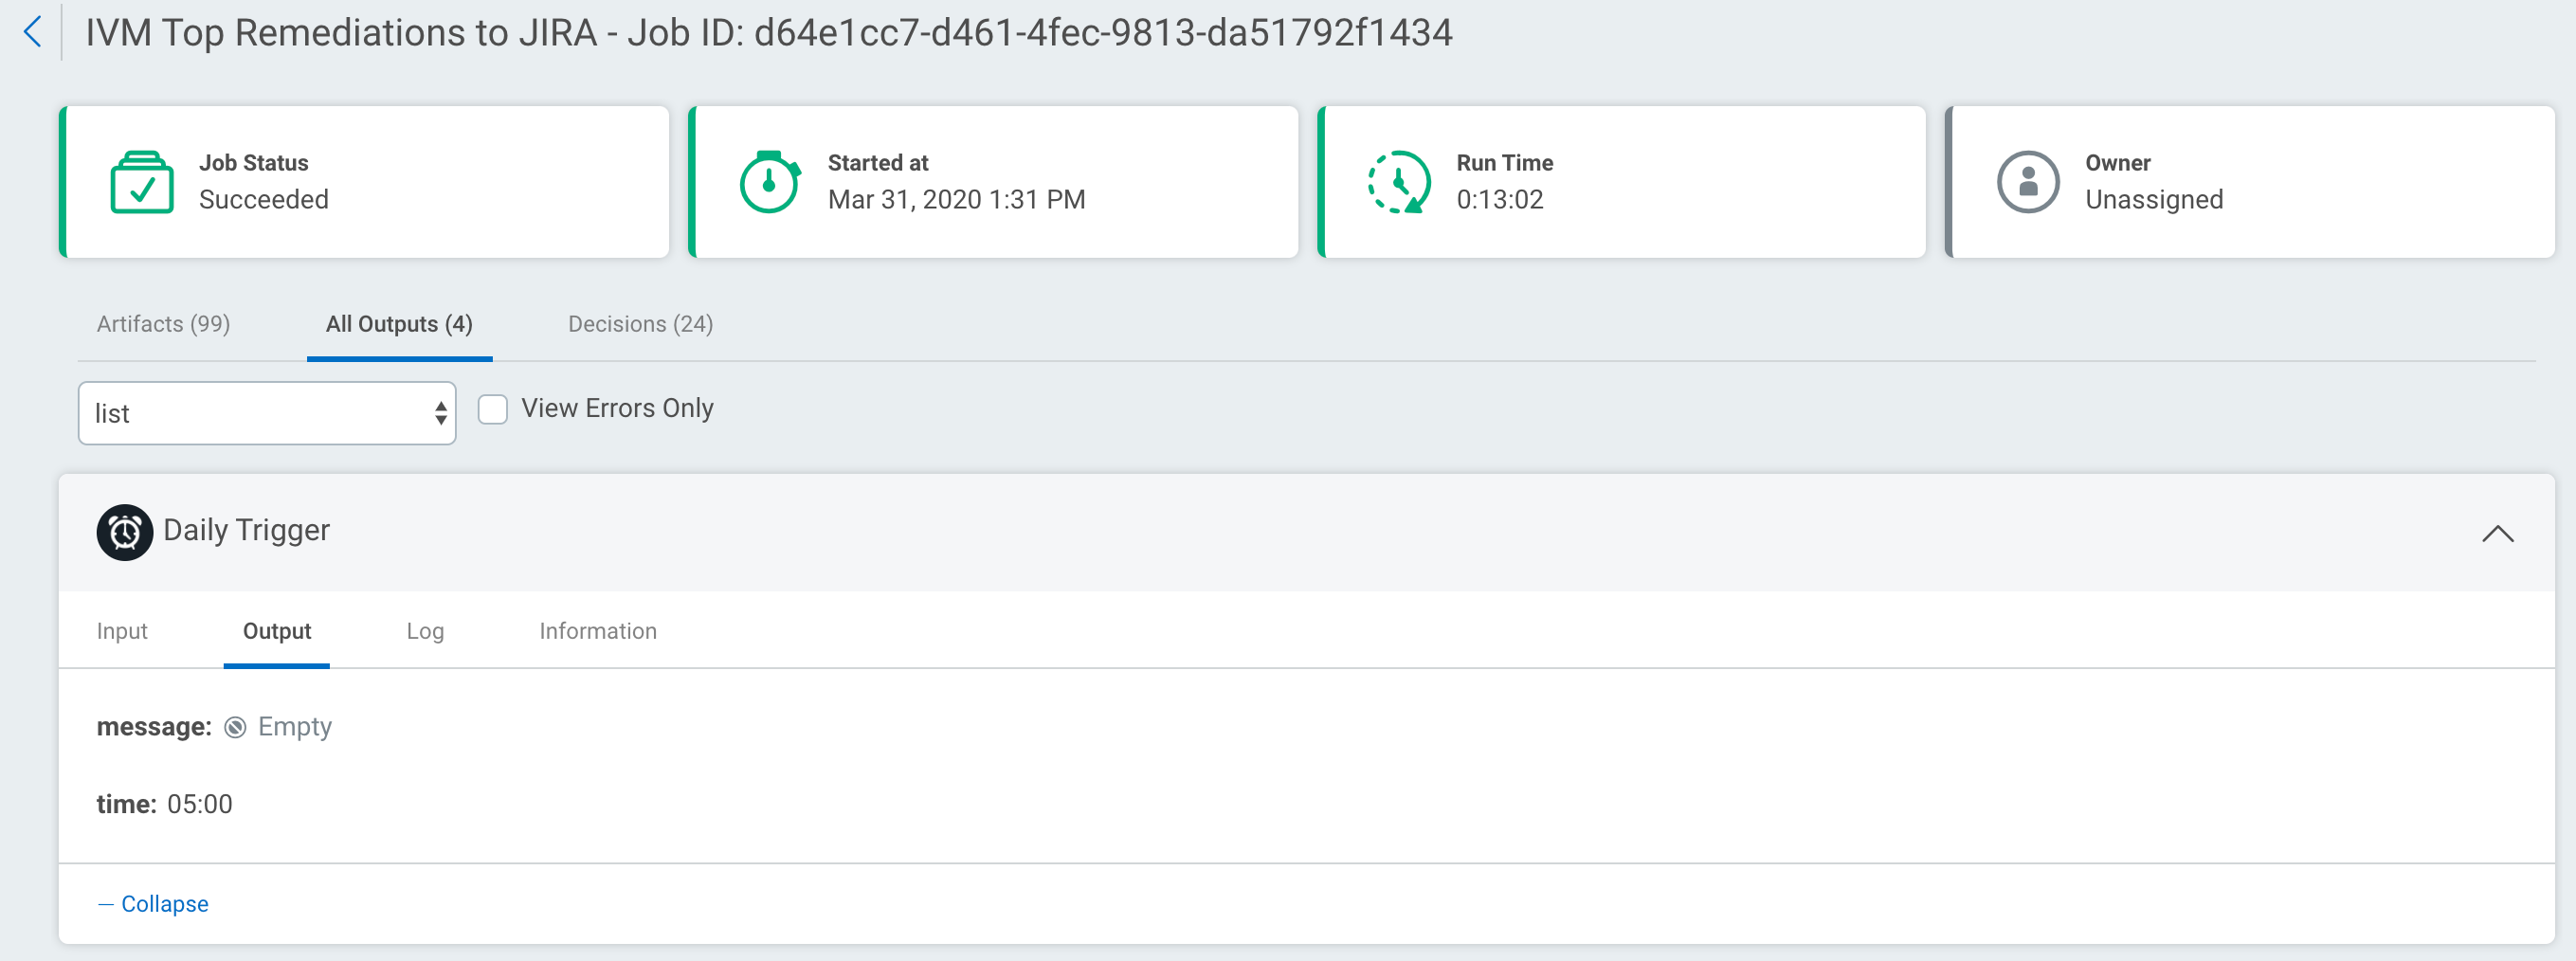 IVM Top Remediations to JIRA - Job ID: d64e1cc7-d461-4fec-9813-da51792f1434
Job Status
Succeeded
Started at
Mar 31, 2020 1:31 PM
Run Time
0:13:02
Owner
Unassigned
Artifacts (99)
All Outputs (4)
Decisions (24)
list
View Errors Only
Daily Trigger
Input
Output
Log
Information
message: Empty
time: 05:00
— Collapse